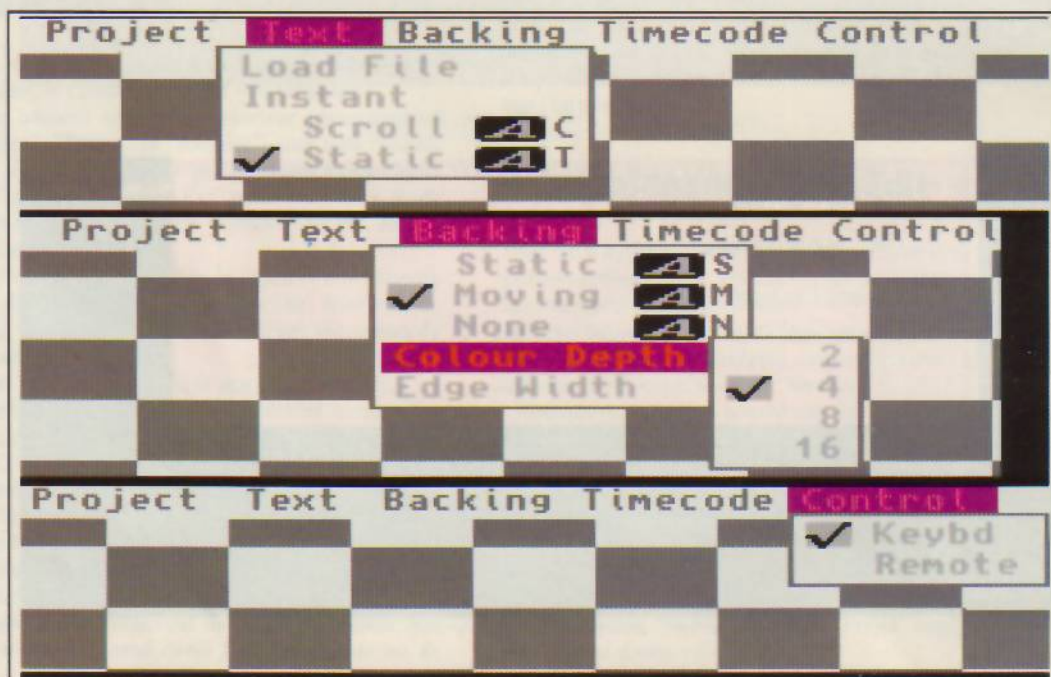 Project Text Backing Timecode Control
Load File
Instant
Scroll A C
✓ Static A T
Project Text Backing Timecode Control
Static A S
✓ Moving A M
None A N
Colour Depth
2
Edge Width
✓ 4
8
16
Project Text Backing Timecode Control
✓ Keybd
Remote